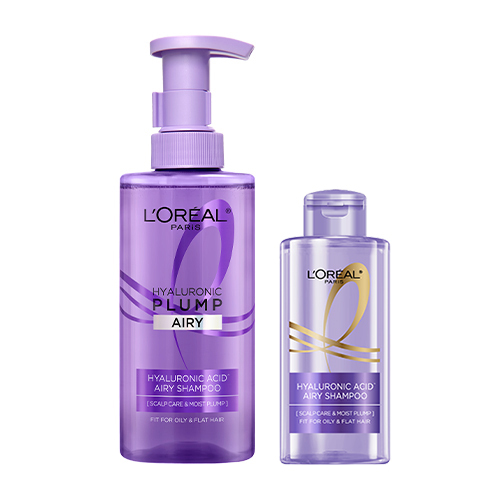 L'ORÉAL®
PARIS
HYALURONIC
PLUMP
AIRY
HYALURONIC ACID*
AIRY SHAMPOO
[ SCALP CARE & MOIST PLUMP ]
FIT FOR OILY & FLAT HAIR
L'ORÉAL®
PARIS
HYALURONIC ACID*
AIRY SHAMPOO
[ SCALP CARE & MOIST PLUMP ]
FIT FOR OILY & FLAT HAIR